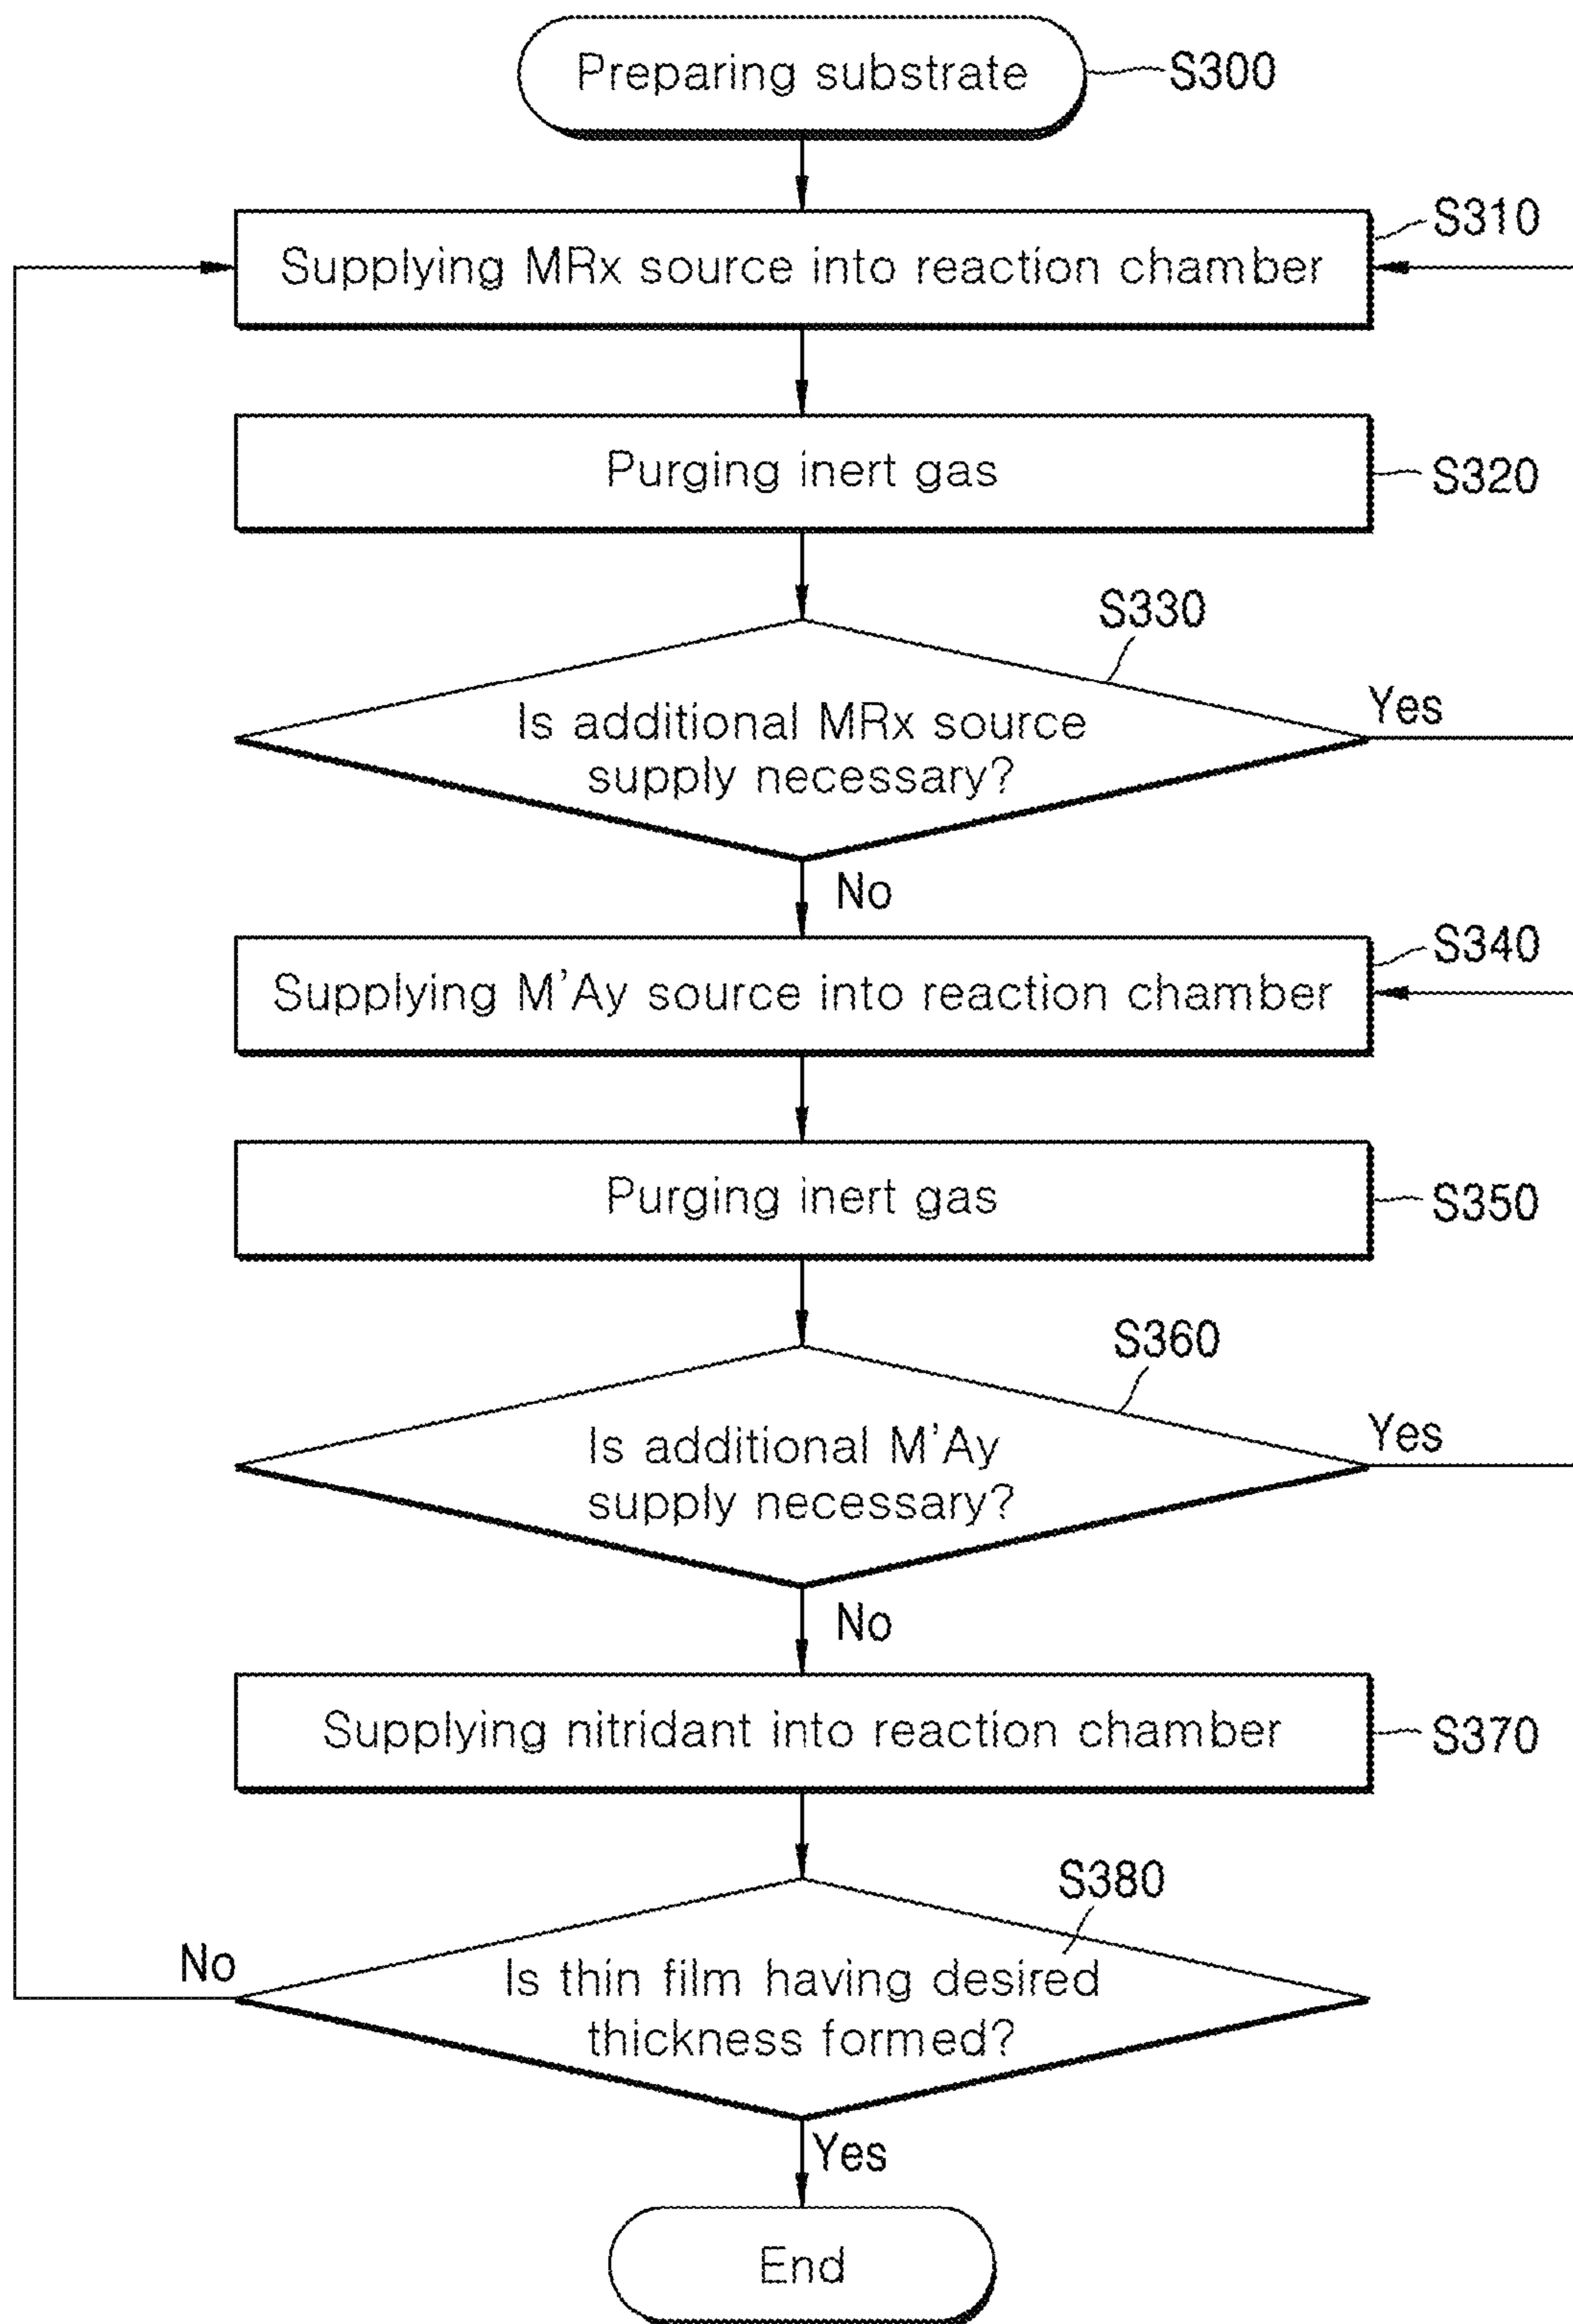 Preparing substrate
S300
Supplying MRx source into reaction chamber
S310
Purging inert gas
S320
S330
Is additional MRx source
supply necessary?
Yes
No
Supplying M'Ay source into reaction chamber
S340
Purging inert gas
S350
S360
Is additional M'Ay
supply necessary?
Yes
No
Supplying nitridant into reaction chamber
S370
S380
Is thin film having desired
thickness formed?
No
Yes
End